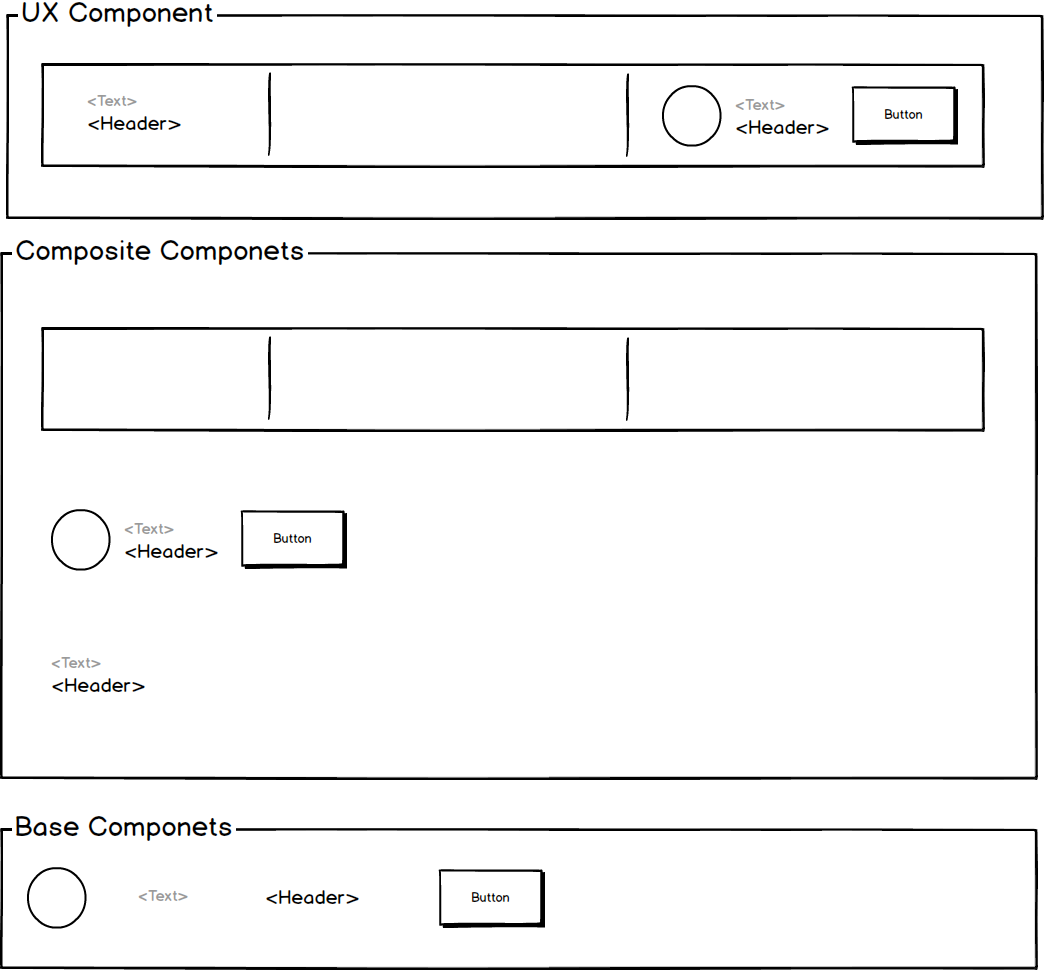 UX Component
<Text>
<Header>
<Text>
<Header>
Button
Composite Componets
<Text>
<Header>
Button
<Text>
<Header>
Base Componets
<Text>
<Header>
Button